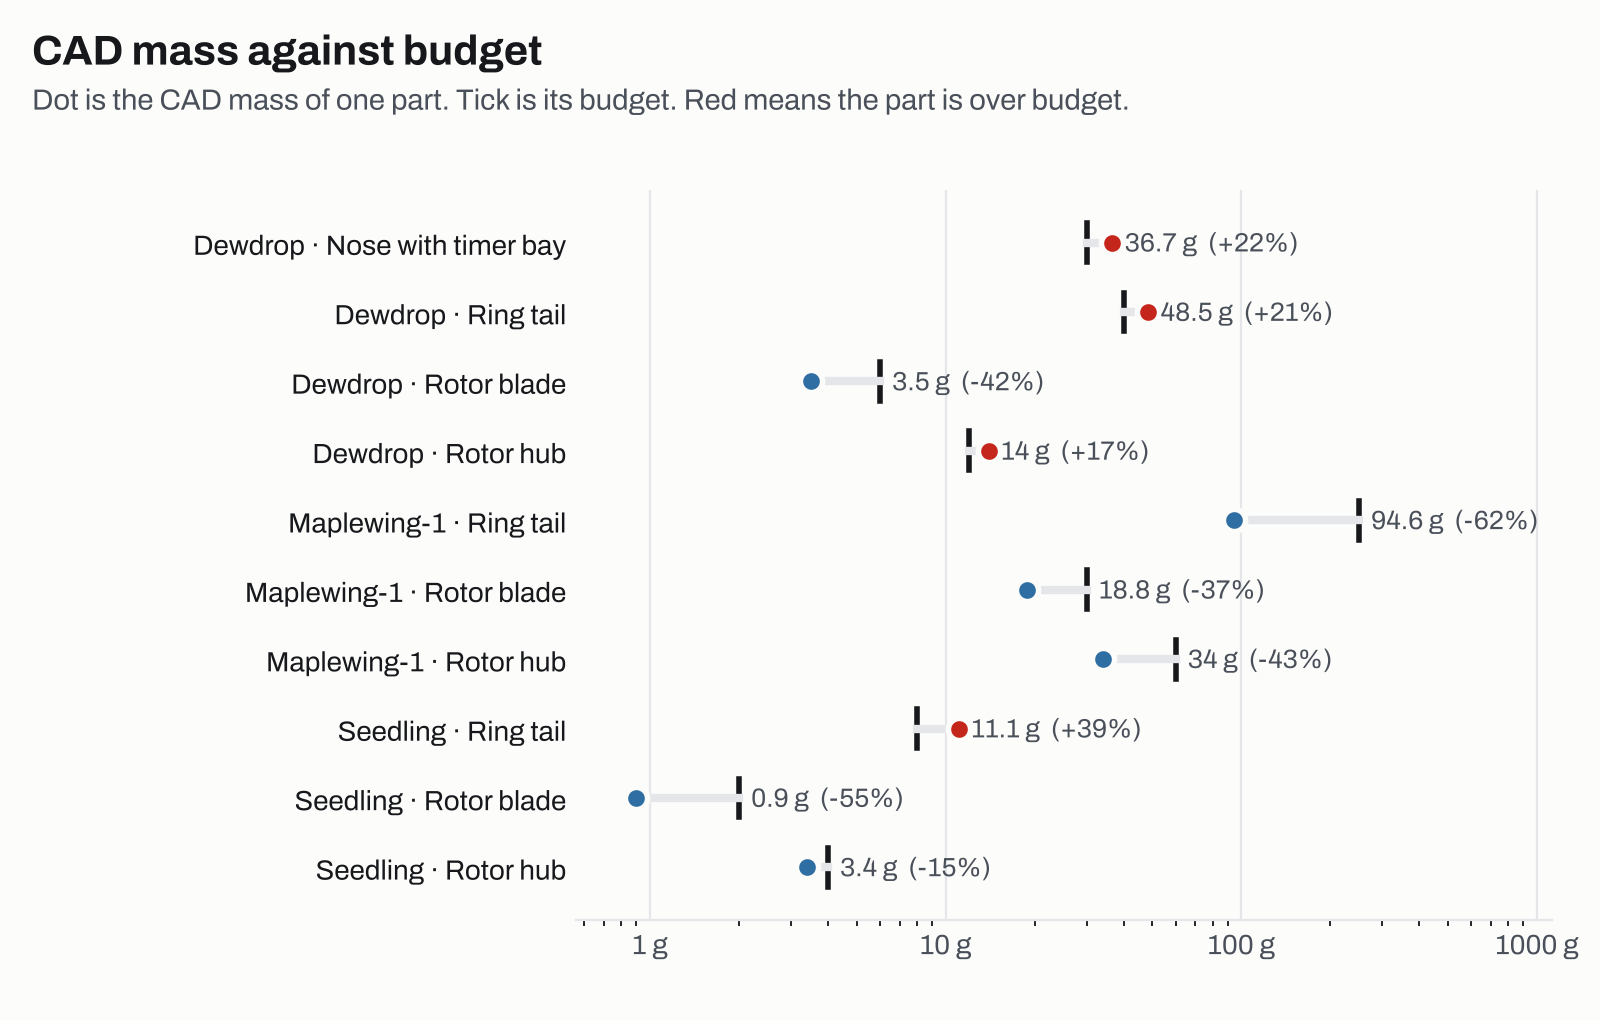 CAD mass against budget
Dot is the CAD mass of one part. Tick is its budget. Red means the part is over budget.
Dewdrop · Nose with timer bay 36.7 g (+22%)
Dewdrop · Ring tail 48.5 g (+21%)
Dewdrop · Rotor blade 3.5 g (-42%)
Dewdrop · Rotor hub 14 g (+17%)
Maplewing-1 · Ring tail 94.6 g (-62%)
Maplewing-1 · Rotor blade 18.8 g (-37%)
Maplewing-1 · Rotor hub 34 g (-43%)
Seedling · Ring tail 11.1 g (+39%)
Seedling · Rotor blade 0.9 g (-55%)
Seedling · Rotor hub 3.4 g (-15%)
1 g 10 g 100 g 1000 g